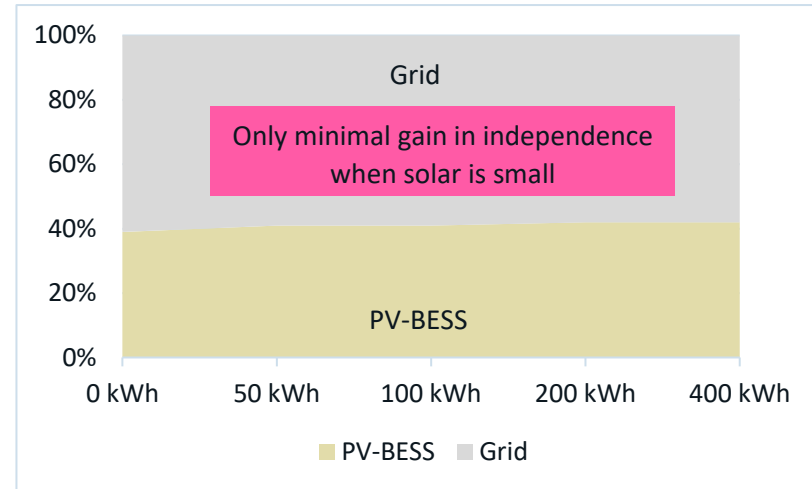 100%
80%
60%
40%
20%
0%
Grid
Only minimal gain in independence
when solar is small
PV-BESS
0 kWh 50 kWh 100 kWh 200 kWh 400 kWh
PV-BESS Grid